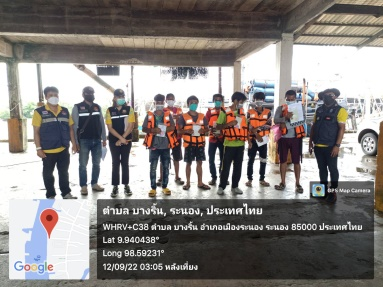 GPS Map Camera
ตำบล บางริ้น, ระนอง, ประเทศไทย
WHRV+C38 ตำบล บางริ้น อำเภอเมืองระนอง ระนอง 85000 ประเทศไทย
Lat 9.940438°
Long 98.59231°
12/09/22 03:05 หลังเที่ยง
Google